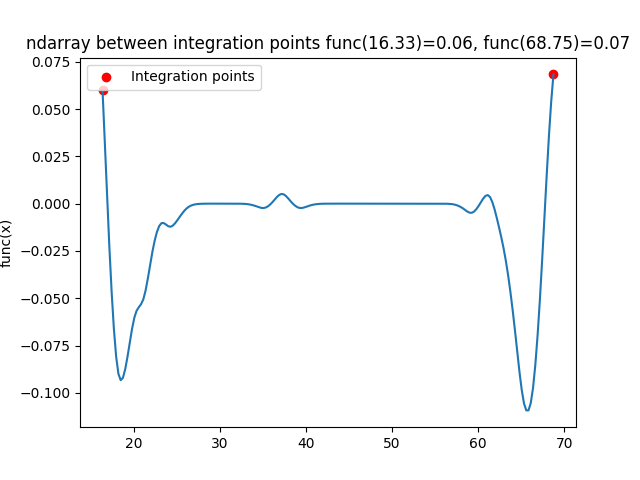 ndarray between integration points func(16.33)=0.06, func(68.75)=0.07
Integration points
0.075
0.050
0.025
0.000
−0.025
−0.050
−0.075
−0.100
func(x)
20 30 40 50 60 70